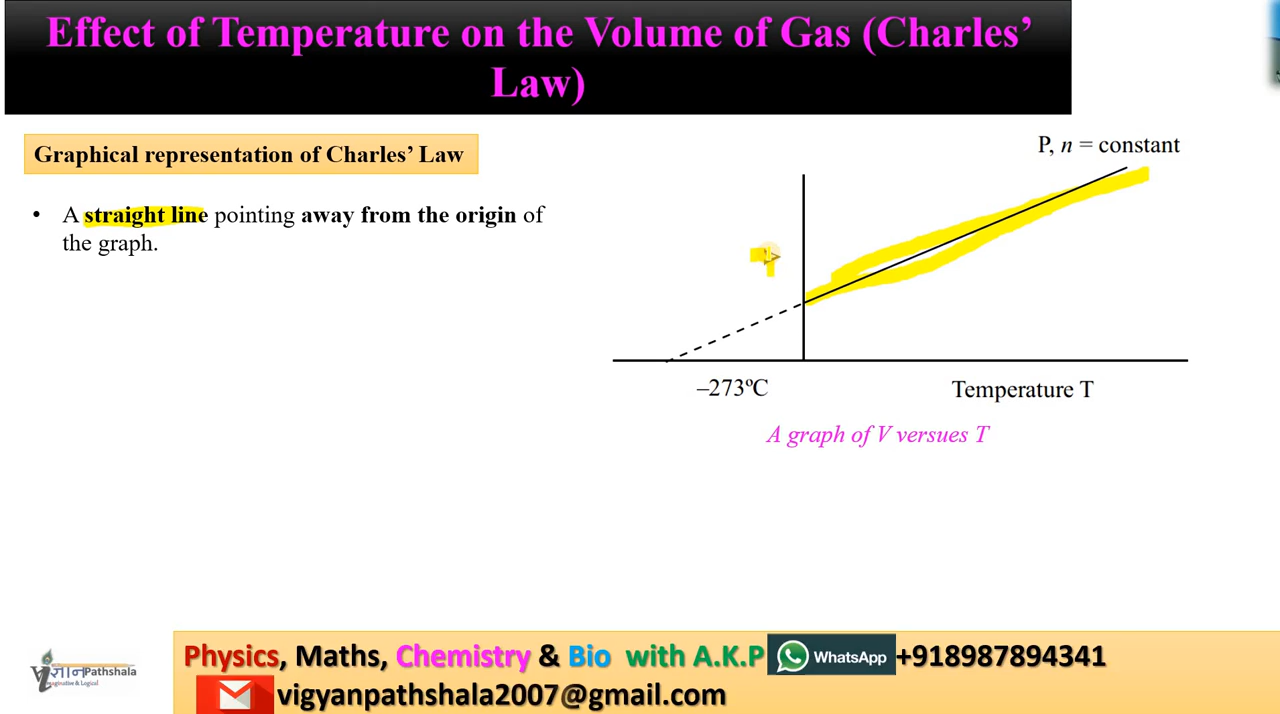 Effect of Temperature on the Volume of Gas (Charles’
Law)
Graphical representation of Charles’ Law
• A straight line pointing away from the origin of
the graph.
P, n = constant
–273ºC
Temperature T
A graph of V versues T
Physics, Maths, Chemistry & Bio with A.K.P WhatsApp +918987894341
vigyanpathshala2007@gmail.com
Pathshala